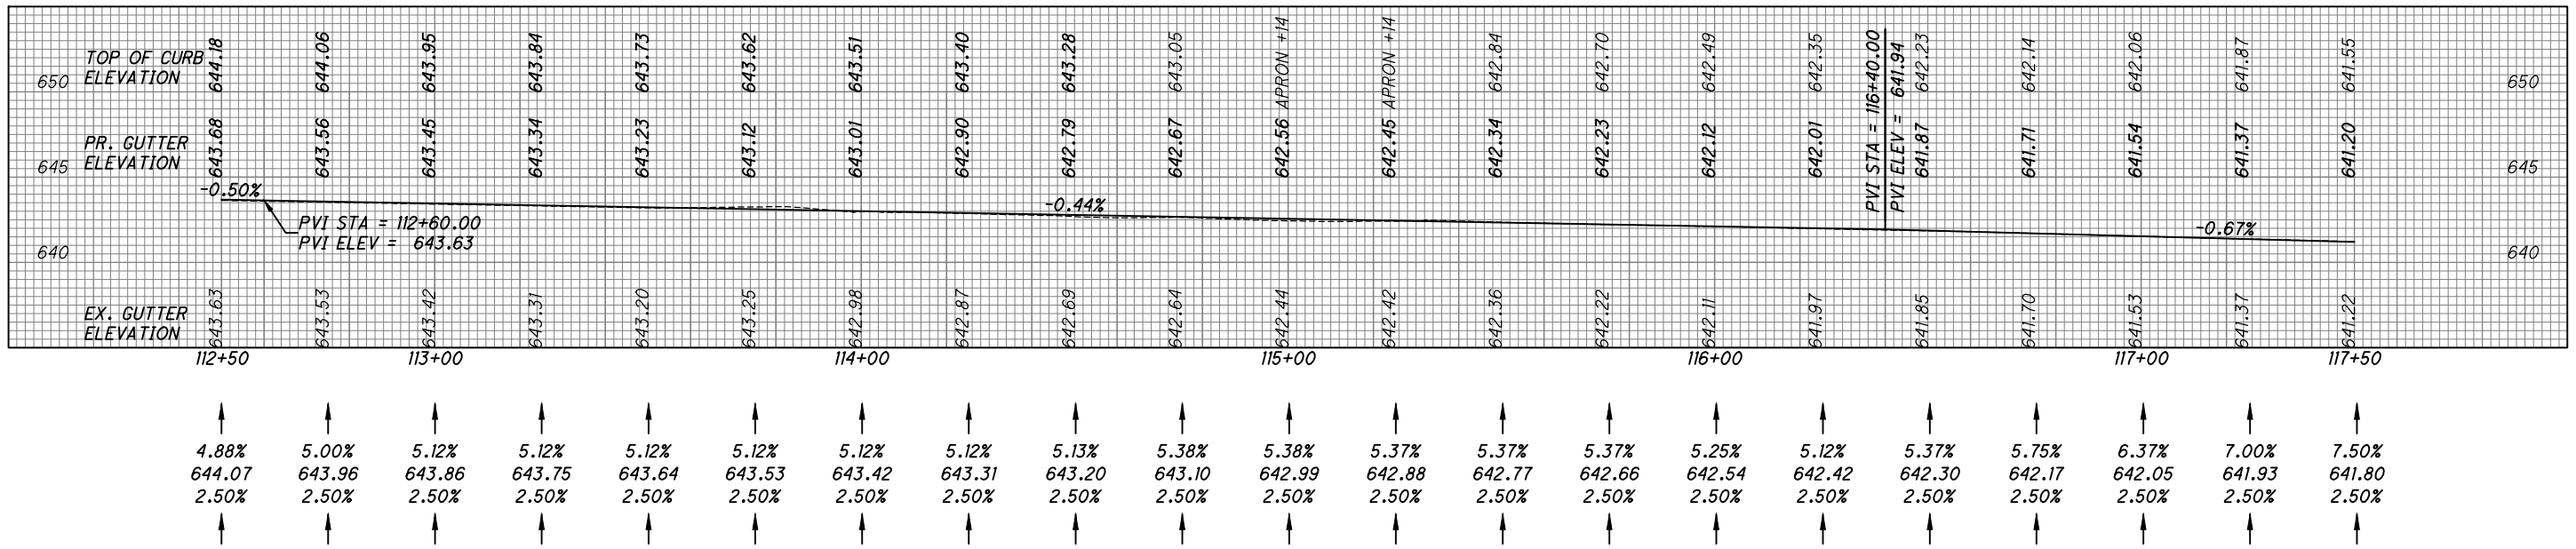 TOP OF CURB
ELEVATION
644.18 644.06 643.95 643.84 643.73 643.62 643.51 643.40 643.28 643.05 APRON +14 APRON +14 642.84 642.70 642.49 642.35 642.23 642.14 642.06 641.87 641.55
650 650
PVI STA = 116+40.00
PVI ELEV = 641.94
PR. GUTTER
ELEVATION
643.68 643.56 643.45 643.34 643.23 643.12 643.01 642.90 642.79 642.67 642.56 642.45 642.34 642.23 642.12 642.01 641.87 641.71 641.54 641.37 641.20
645 645
-0.50%
-0.44%
-0.67%
PVI STA = 112+60.00
PVI ELEV = 643.63
640 640
EX. GUTTER
ELEVATION
643.63 643.53 643.42 643.31 643.20 643.25 642.98 642.87 642.69 642.64 642.44 642.42 642.36 642.22 642.11 641.97 641.85 641.70 641.53 641.37 641.22
112+50 113+00 114+00 115+00 116+00 117+00 117+50
4.88% 5.00% 5.12% 5.12% 5.12% 5.12% 5.12% 5.12% 5.13% 5.38% 5.38% 5.37% 5.37% 5.37% 5.25% 5.12% 5.37% 5.75% 6.37% 7.00% 7.50%
644.07 643.96 643.86 643.75 643.64 643.53 643.42 643.31 643.20 643.10 642.99 642.88 642.77 642.66 642.54 642.42 642.30 642.17 642.05 641.93 641.80
2.50% 2.50% 2.50% 2.50% 2.50% 2.50% 2.50% 2.50% 2.50% 2.50% 2.50% 2.50% 2.50% 2.50% 2.50% 2.50% 2.50% 2.50% 2.50% 2.50% 2.50%